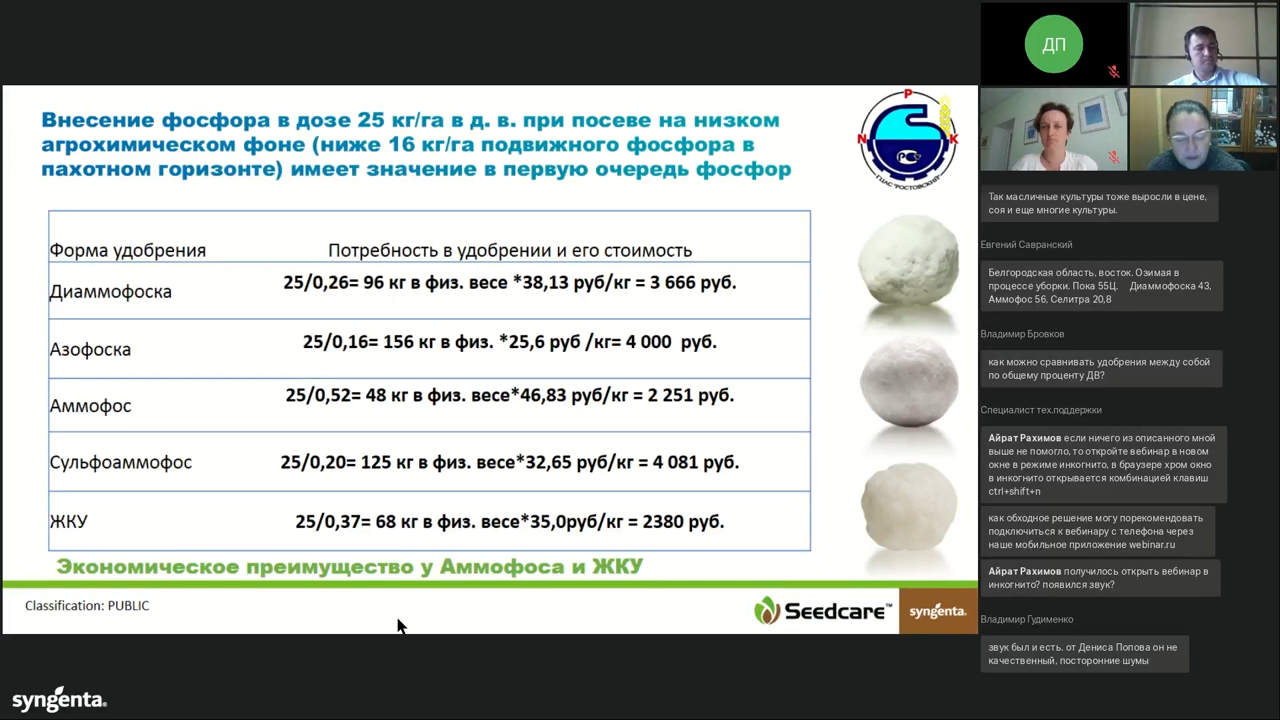 Внесение фосфора в дозе 25 кг/га в д. в. при посеве на низком
агрохимическом фоне (ниже 16 кг/га подвижного фосфора в
пахотном горизонте) имеет значение в первую очередь фосфор
P
N
K
ГЦАС "РОСТОВСКИЙ"
Форма удобрения
Потребность в удобрении и его стоимость
Диаммофоска
25/0,26= 96 кг в физ. весе *38,13 руб/кг = 3 666 руб.
Азофоска
25/0,16= 156 кг в физ. *25,6 руб /кг= 4 000 руб.
Аммофос
25/0,52= 48 кг в физ. весе*46,83 руб/кг = 2 251 руб.
Сульфоаммофос
25/0,20= 125 кг в физ. весе*32,65 руб/кг = 4 081 руб.
ЖКУ
25/0,37= 68 кг в физ. весе*35,0руб/кг = 2380 руб.
Экономическое преимущество у Аммофоса и ЖКУ
Classification: PUBLIC
Seedcare™
syngenta.
syngenta.
ДП
Так масличные культуры тоже выросли в цене,
соя и еще многие культуры.
Евгений Савранский
Белгородская область, восток. Озимая в
процессе уборки. Пока 55Ц. Диаммофоска 43,
Аммофос 56, Селитра 20,8
Владимир Бровков
как можно сравнивать удобрения между собой
по общему проценту ДВ?
Специалист тех.поддержки
Айрат Рахимов если ничего из описанного мной
выше не помогло, то откройте вебинар в новом
окне в режиме инкогнито, в браузере хром окно
в инкогнито открывается комбинацией клавиш
ctrl+shift+n
как обходное решение могу порекомендовать
подключиться к вебинару с телефона через
наше мобильное приложение webinar.ru
Айрат Рахимов получилось открыть вебинар в
инкогнито? появился звук?
Владимир Гудименко
звук был и есть. от Дениса Попова он не
качественный, посторонние шумы